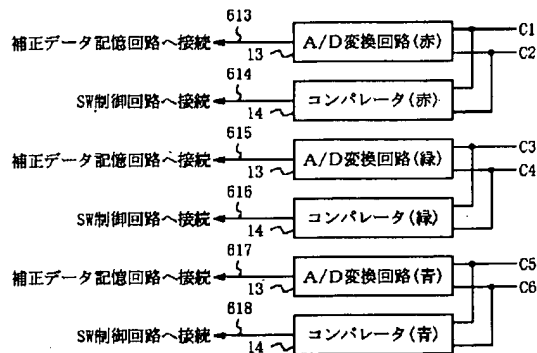 613
補正データ記憶回路へ接続
13
A/D変換回路(赤)
C1
C2
614
SW制御回路へ接続
14
コンパレータ(赤)
615
補正データ記憶回路へ接続
13
A/D変換回路(緑)
C3
C4
616
SW制御回路へ接続
14
コンパレータ(緑)
617
補正データ記憶回路へ接続
13
A/D変換回路(青)
C5
C6
618
SW制御回路へ接続
14
コンパレータ(青)